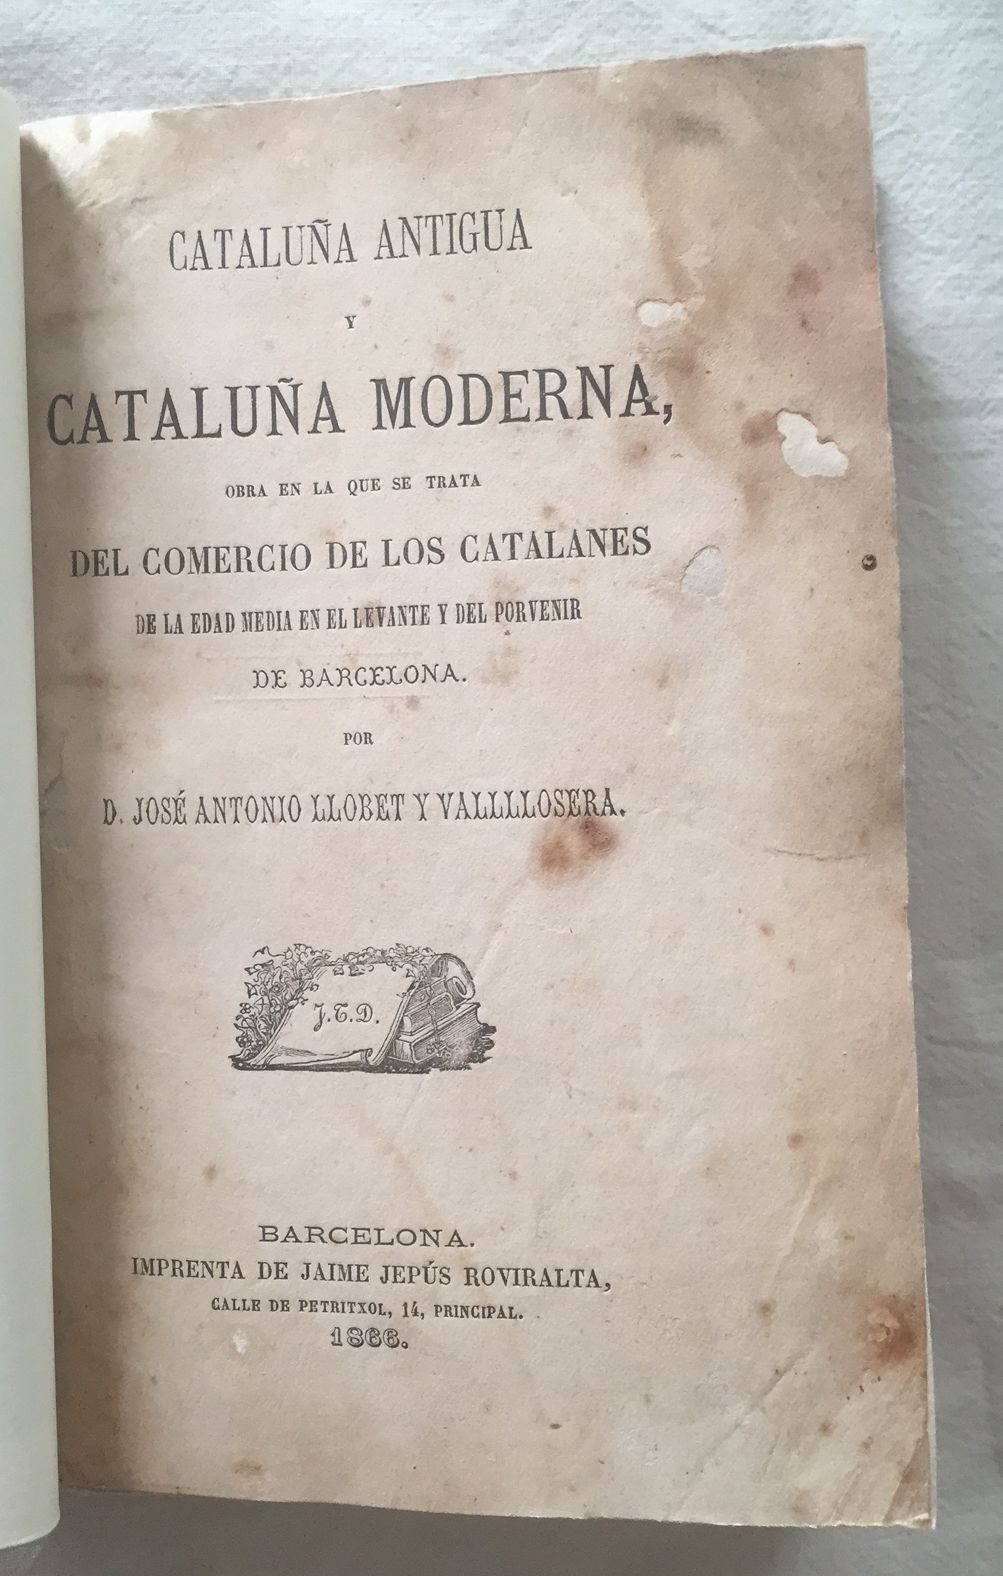 CATALUÑA ANTIGUA
Y
CATALUÑA MODERNA,
OBRA EN LA QUE SE TRATA
DEL COMERCIO DE LOS CATALANES
DE LA EDAD MEDIA EN EL LEVANTE Y DEL PORVENIR
DE BARCELONA.
POR
D. JOSÉ ANTONIO LLOBET Y VALLLLOSERA.
J. T. D.
BARCELONA.
IMPRENTA DE JAIME JEPÚS ROVIRALTA,
CALLE DE PETRITXOL, 14, PRINCIPAL.
1866.